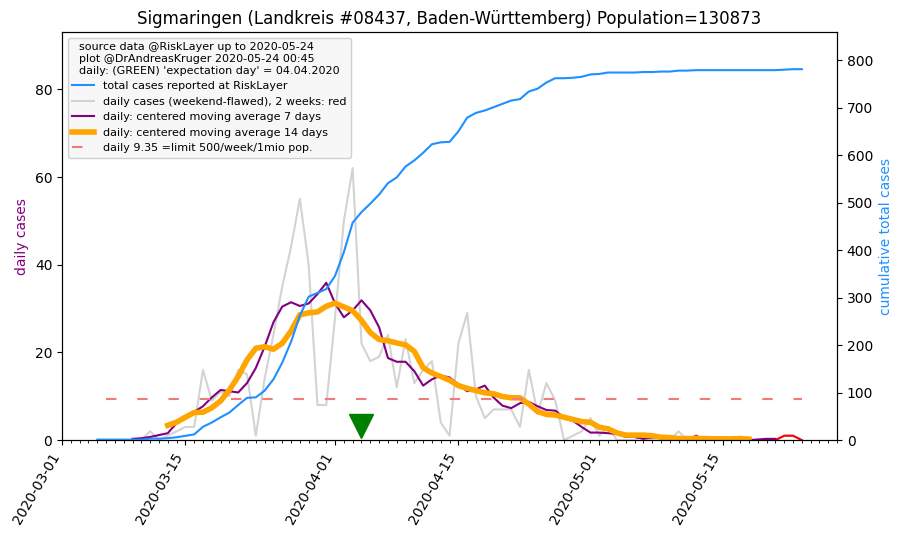 Sigmaringen (Landkreis #08437, Baden-Württemberg) Population=130873
source data @RiskLayer up to 2020-05-24
plot @DrAndreasKruger 2020-05-24 00:45
daily: (GREEN) 'expectation day' = 04.04.2020
total cases reported at RiskLayer
daily cases (weekend-flawed), 2 weeks: red
daily: centered moving average 7 days
daily: centered moving average 14 days
daily 9.35 =limit 500/week/1mio pop.
daily cases
0
20
40
60
80
cumulative total cases
0
100
200
300
400
500
600
700
800
2020-03-01
2020-03-15
2020-04-01
2020-04-15
2020-05-01
2020-05-15